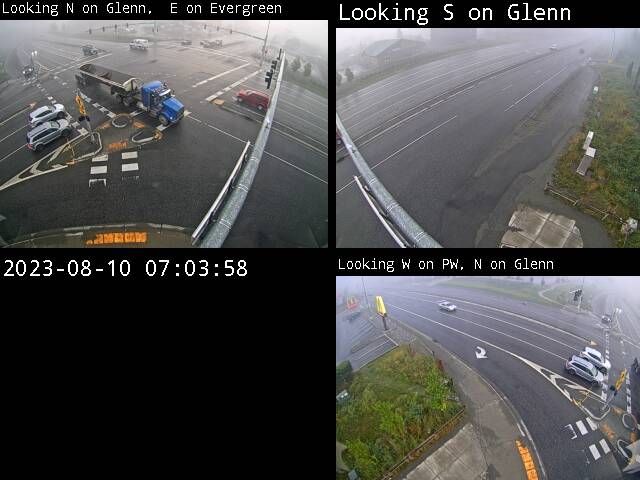 Looking N on Glenn, E on Evergreen
Looking S on Glenn
2023-08-10 07:03:58
Looking W on PW, N on Glenn